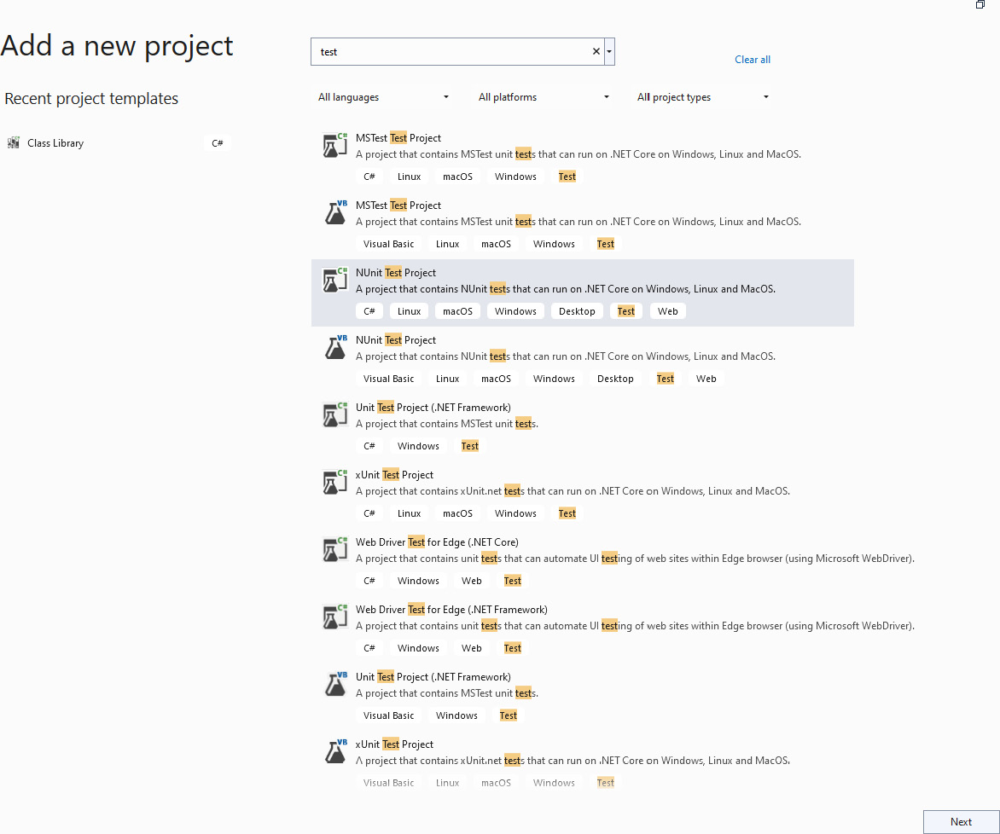 Add a new project
test
Clear all
Recent project templates
All languages
All platforms
All project types
Class Library
C#
C#
MSTest Test Project
A project that contains MSTest unit tests that can run on .NET Core on Windows, Linux and MacOS.
C# Linux macOS Windows Test
VB
MSTest Test Project
A project that contains MSTest unit tests that can run on .NET Core on Windows, Linux and MacOS.
Visual Basic Linux macOS Windows Test
C#
NUnit Test Project
A project that contains NUnit tests that can run on .NET Core on Windows, Linux and MacOS.
C# Linux macOS Windows Desktop Test Web
VB
NUnit Test Project
A project that contains NUnit tests that can run on .NET Core on Windows, Linux and MacOS.
Visual Basic Linux macOS Windows Desktop Test Web
C#
Unit Test Project (.NET Framework)
A project that contains MSTest unit tests.
C# Windows Test
C#
xUnit Test Project
A project that contains xUnit.net tests that can run on .NET Core on Windows, Linux and MacOS.
C# Linux macOS Windows Test
C#
Web Driver Test for Edge (.NET Core)
A project that contains unit tests that can automate UI testing of web sites within Edge browser (using Microsoft WebDriver).
C# Windows Web Test
C#
Web Driver Test for Edge (.NET Framework)
A project that contains unit tests that can automate UI testing of web sites within Edge browser (using Microsoft WebDriver).
C# Windows Web Test
VB
Unit Test Project (.NET Framework)
A project that contains MSTest unit tests.
Visual Basic Windows Test
VB
xUnit Test Project
A project that contains xUnit.net tests that can run on .NET Core on Windows, Linux and MacOS.
Visual Basic Linux macOS Windows Test
Next